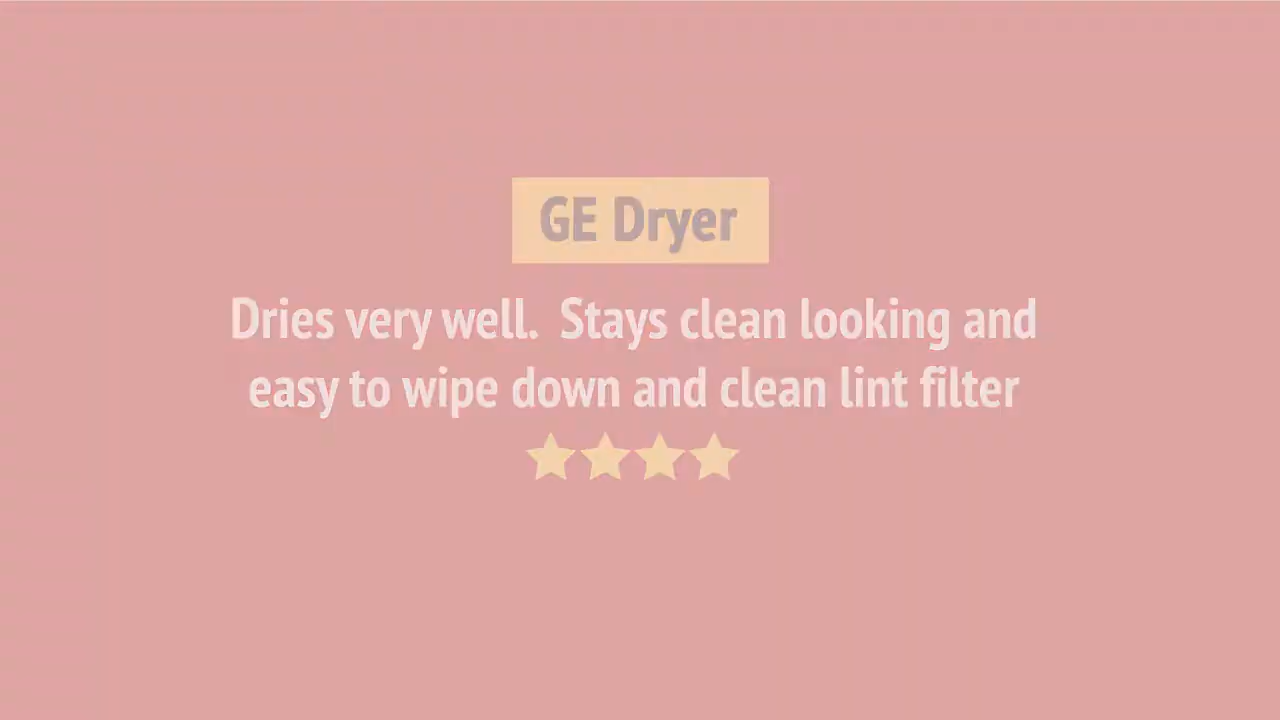 GE Dryer
Dries very well.  Stays clean looking and
easy to wipe down and clean lint filter